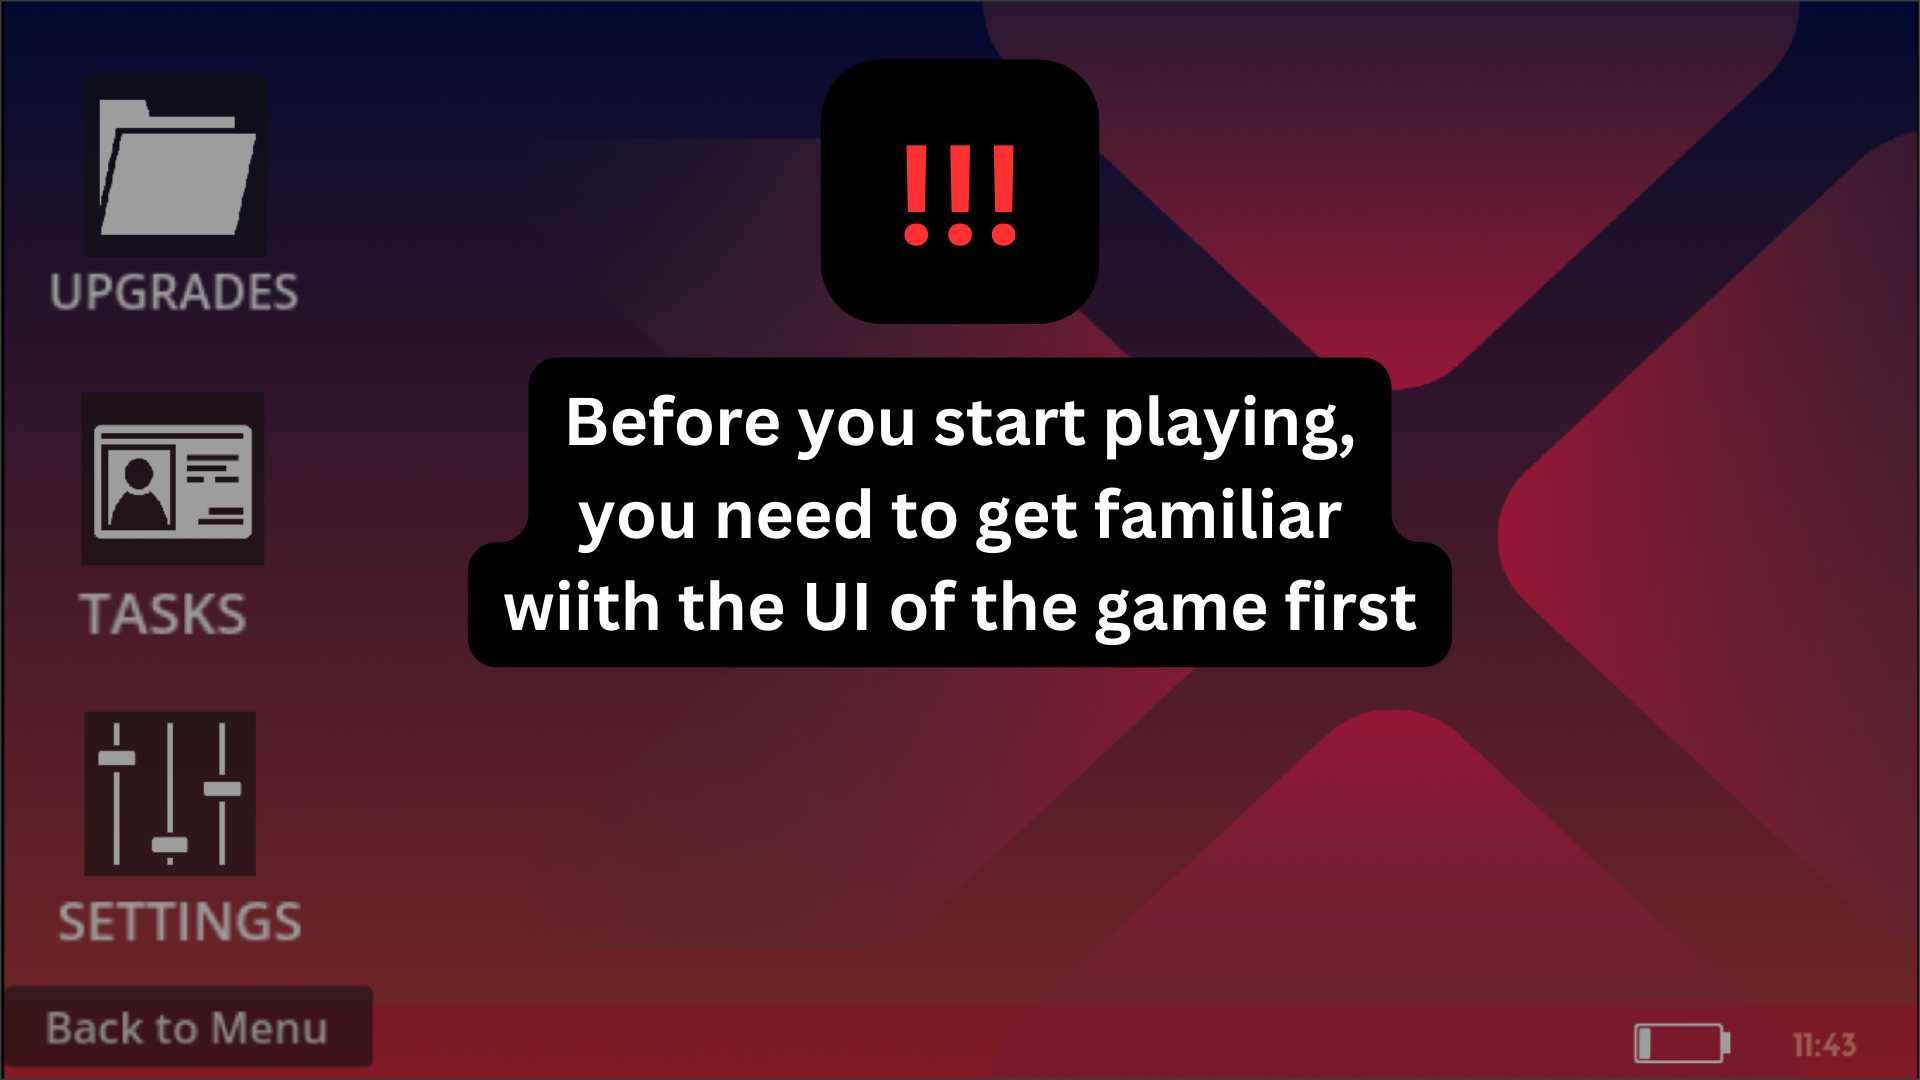 !!!
Before you start playing,
you need to get familiar
wiith the UI of the game first
UPGRADES
TASKS
SETTINGS
Back to Menu
11:43